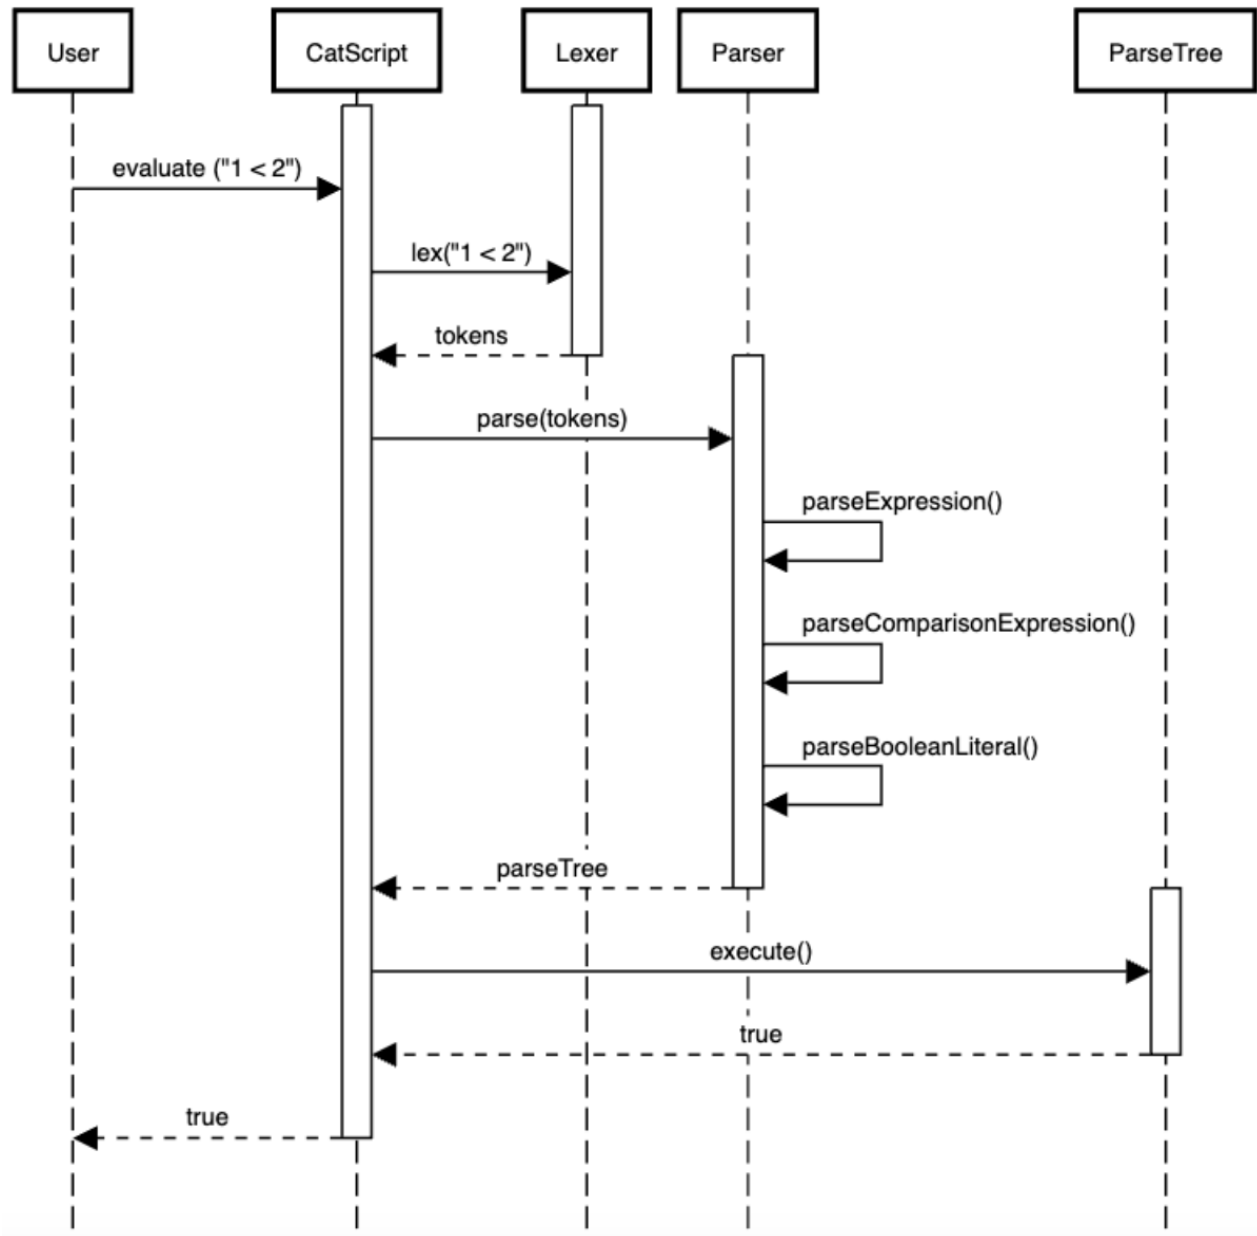 User
CatScript
Lexer
Parser
ParseTree
evaluate ("1 < 2")
lex("1 < 2")
tokens
parse(tokens)
parseExpression()
parseComparisonExpression()
parseBooleanLiteral()
parseTree
execute()
true
true